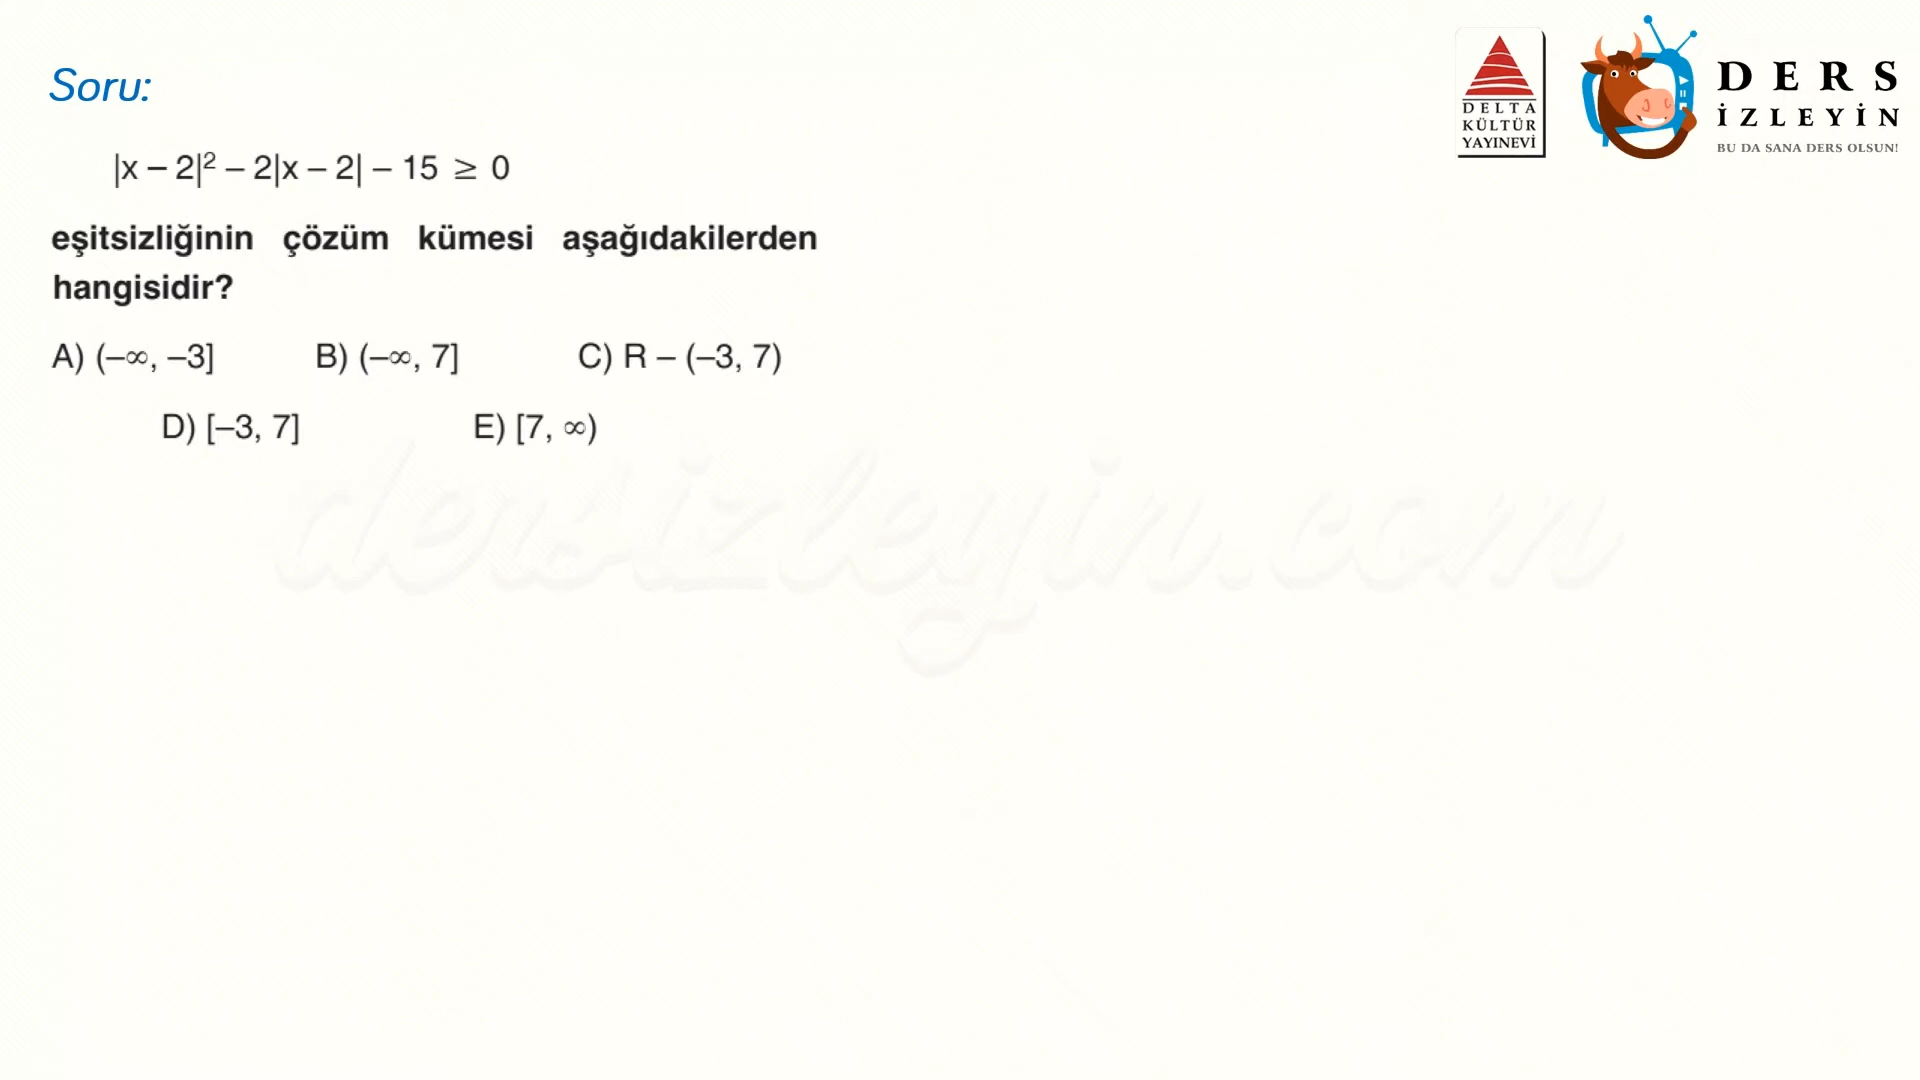 Soru:
|x – 2|² – 2|x – 2| – 15 ≥ 0
eşitsizliğinin çözüm kümesi aşağıdakilerden
hangisidir?
A) (–∞, –3] B) (–∞, 7] C) R – (–3, 7)
D) [–3, 7] E) [7, ∞)
DELTA
KÜLTÜR
YAYINEVİ
DERS
İZLEYİN
BU DA SANA DERS OLSUN!
dersizleyin.com